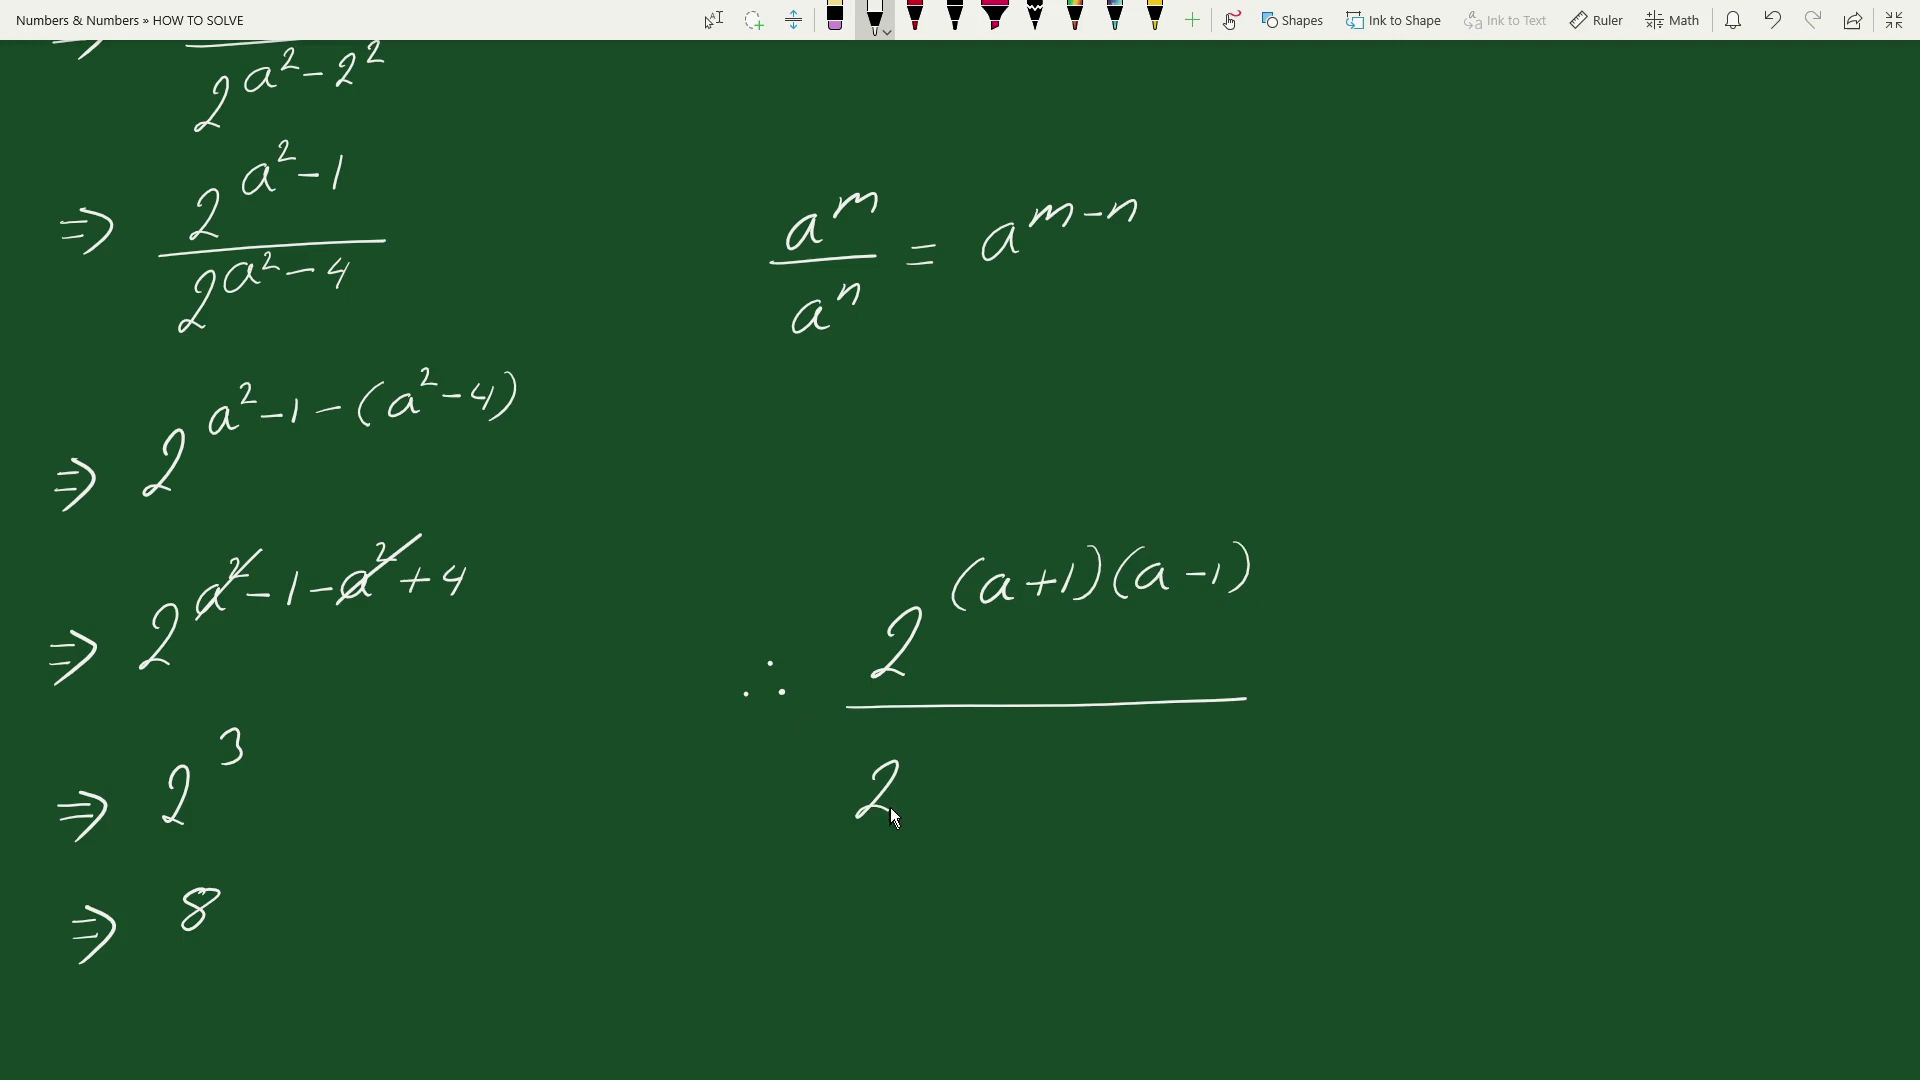 Numbers & Numbers » HOW TO SOLVE
Shapes
Ink to Shape
Ink to Text
Ruler
Math
2^(a²-2²)
⇒ 2^(a²-1) / 2^(a²-4)
a^m / a^n = a^(m-n)
⇒ 2^(a²-1-(a²-4))
⇒ 2^(a²-1-a²+4)
∴ 2^((a+1)(a-1)) / 2
⇒ 2³
⇒ 8